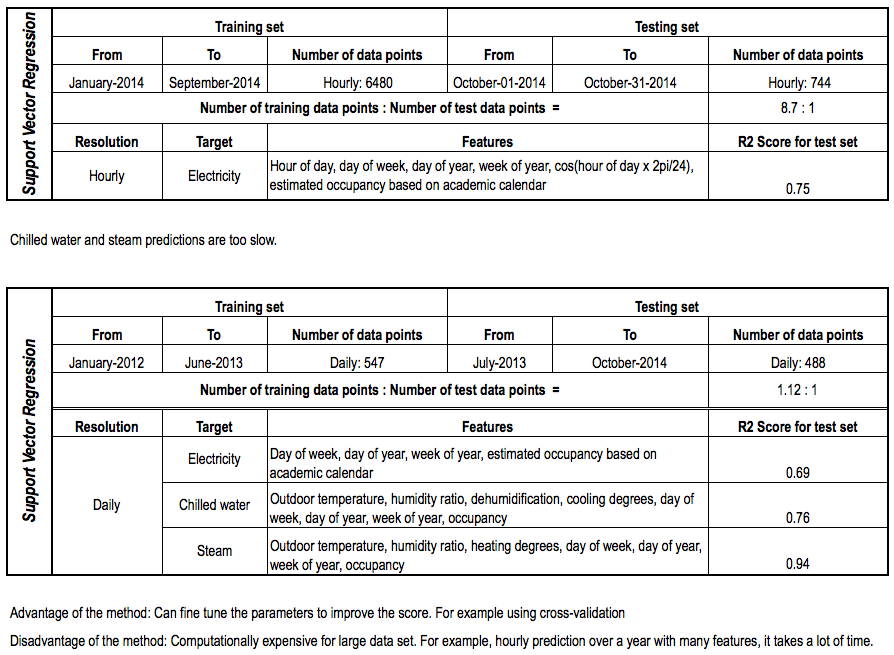 Support Vector Regression
Training set Testing set
From To Number of data points From To Number of data points
January-2014 September-2014 Hourly: 6480 October-01-2014 October-31-2014 Hourly: 744
Number of training data points : Number of test data points = 8.7 : 1
Resolution Target Features R2 Score for test set
Hourly Electricity Hour of day, day of week, day of year, week of year, cos(hour of day x 2pi/24),
estimated occupancy based on academic calendar 0.75
Chilled water and steam predictions are too slow.
Support Vector Regression
Training set Testing set
From To Number of data points From To Number of data points
January-2012 June-2013 Daily: 547 July-2013 October-2014 Daily: 488
Number of training data points : Number of test data points = 1.12 : 1
Resolution Target Features R2 Score for test set
Daily
Electricity Day of week, day of year, week of year, estimated occupancy based on
academic calendar 0.69
Chilled water Outdoor temperature, humidity ratio, dehumidification, cooling degrees, day of
week, day of year, week of year, occupancy 0.76
Steam Outdoor temperature, humidity ratio, heating degrees, day of week, day of year,
week of year, occupancy 0.94
Advantage of the method: Can fine tune the parameters to improve the score. For example using cross-validation
Disadvantage of the method: Computationally expensive for large data set. For example, hourly prediction over a year with many features, it takes a lot of time.